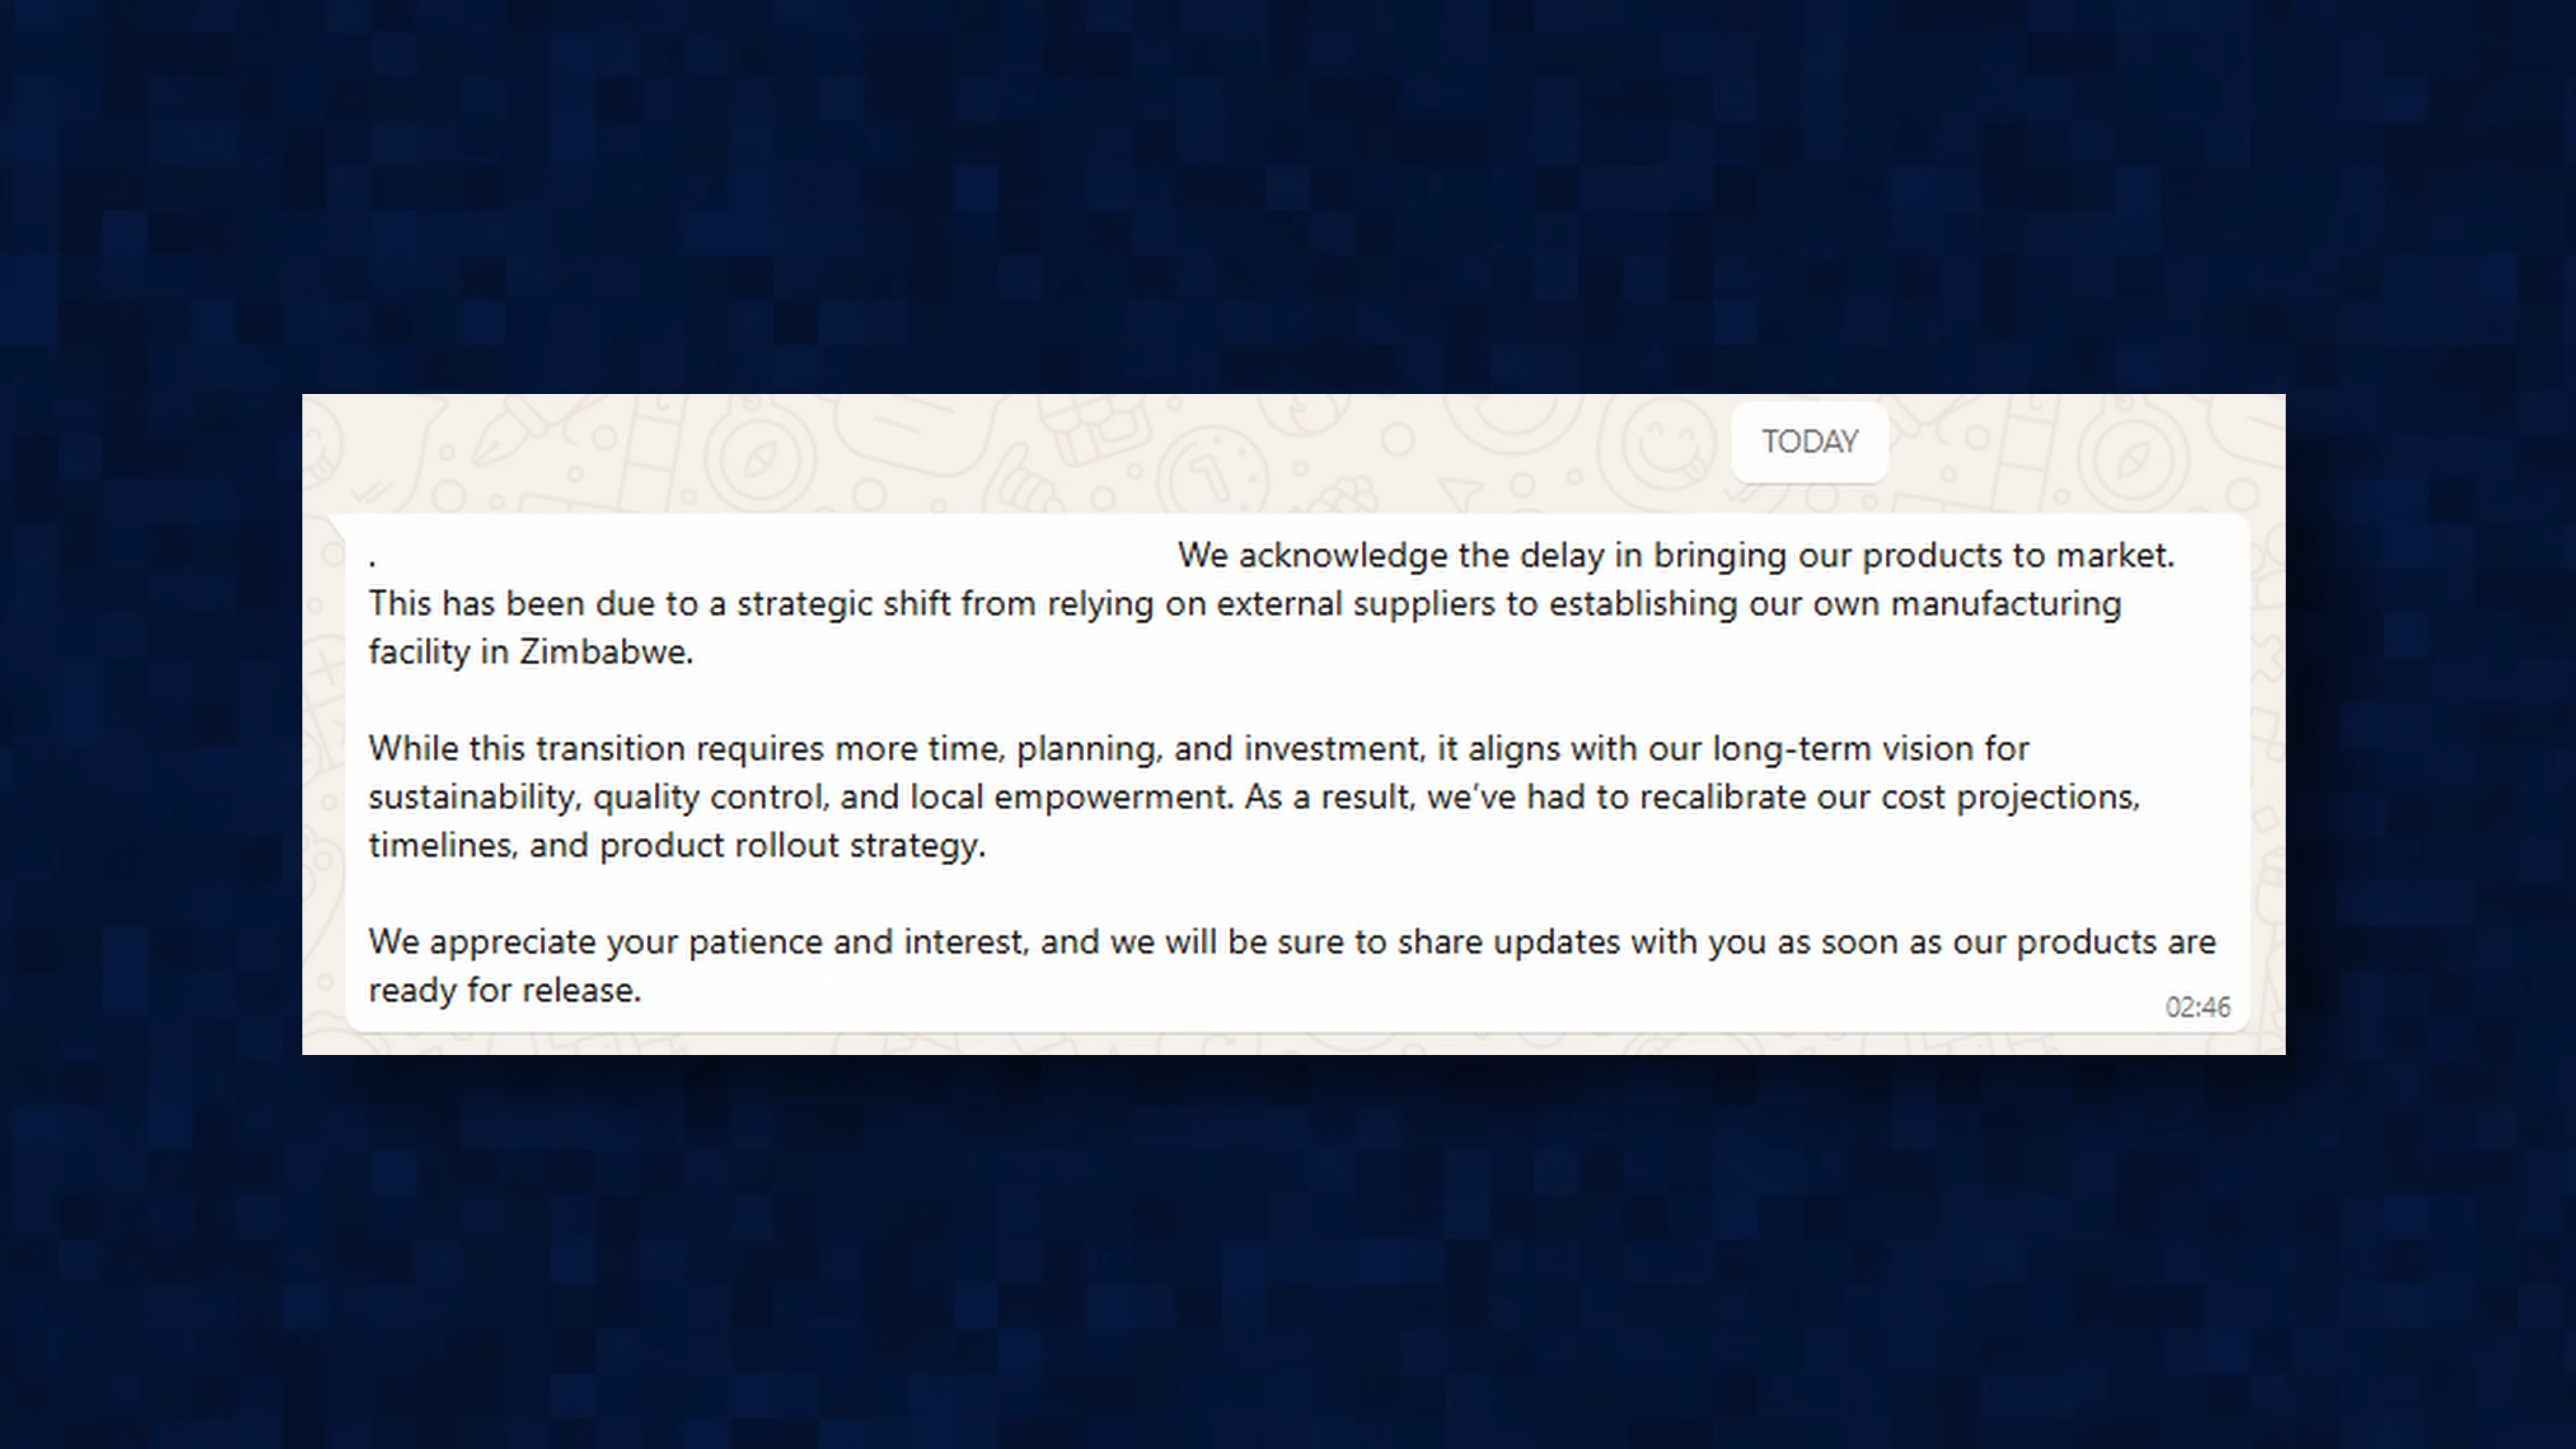 TODAY
. We acknowledge the delay in bringing our products to market.
This has been due to a strategic shift from relying on external suppliers to establishing our own manufacturing
facility in Zimbabwe.
While this transition requires more time, planning, and investment, it aligns with our long-term vision for
sustainability, quality control, and local empowerment. As a result, we’ve had to recalibrate our cost projections,
timelines, and product rollout strategy.
We appreciate your patience and interest, and we will be sure to share updates with you as soon as our products are
ready for release.
02:46